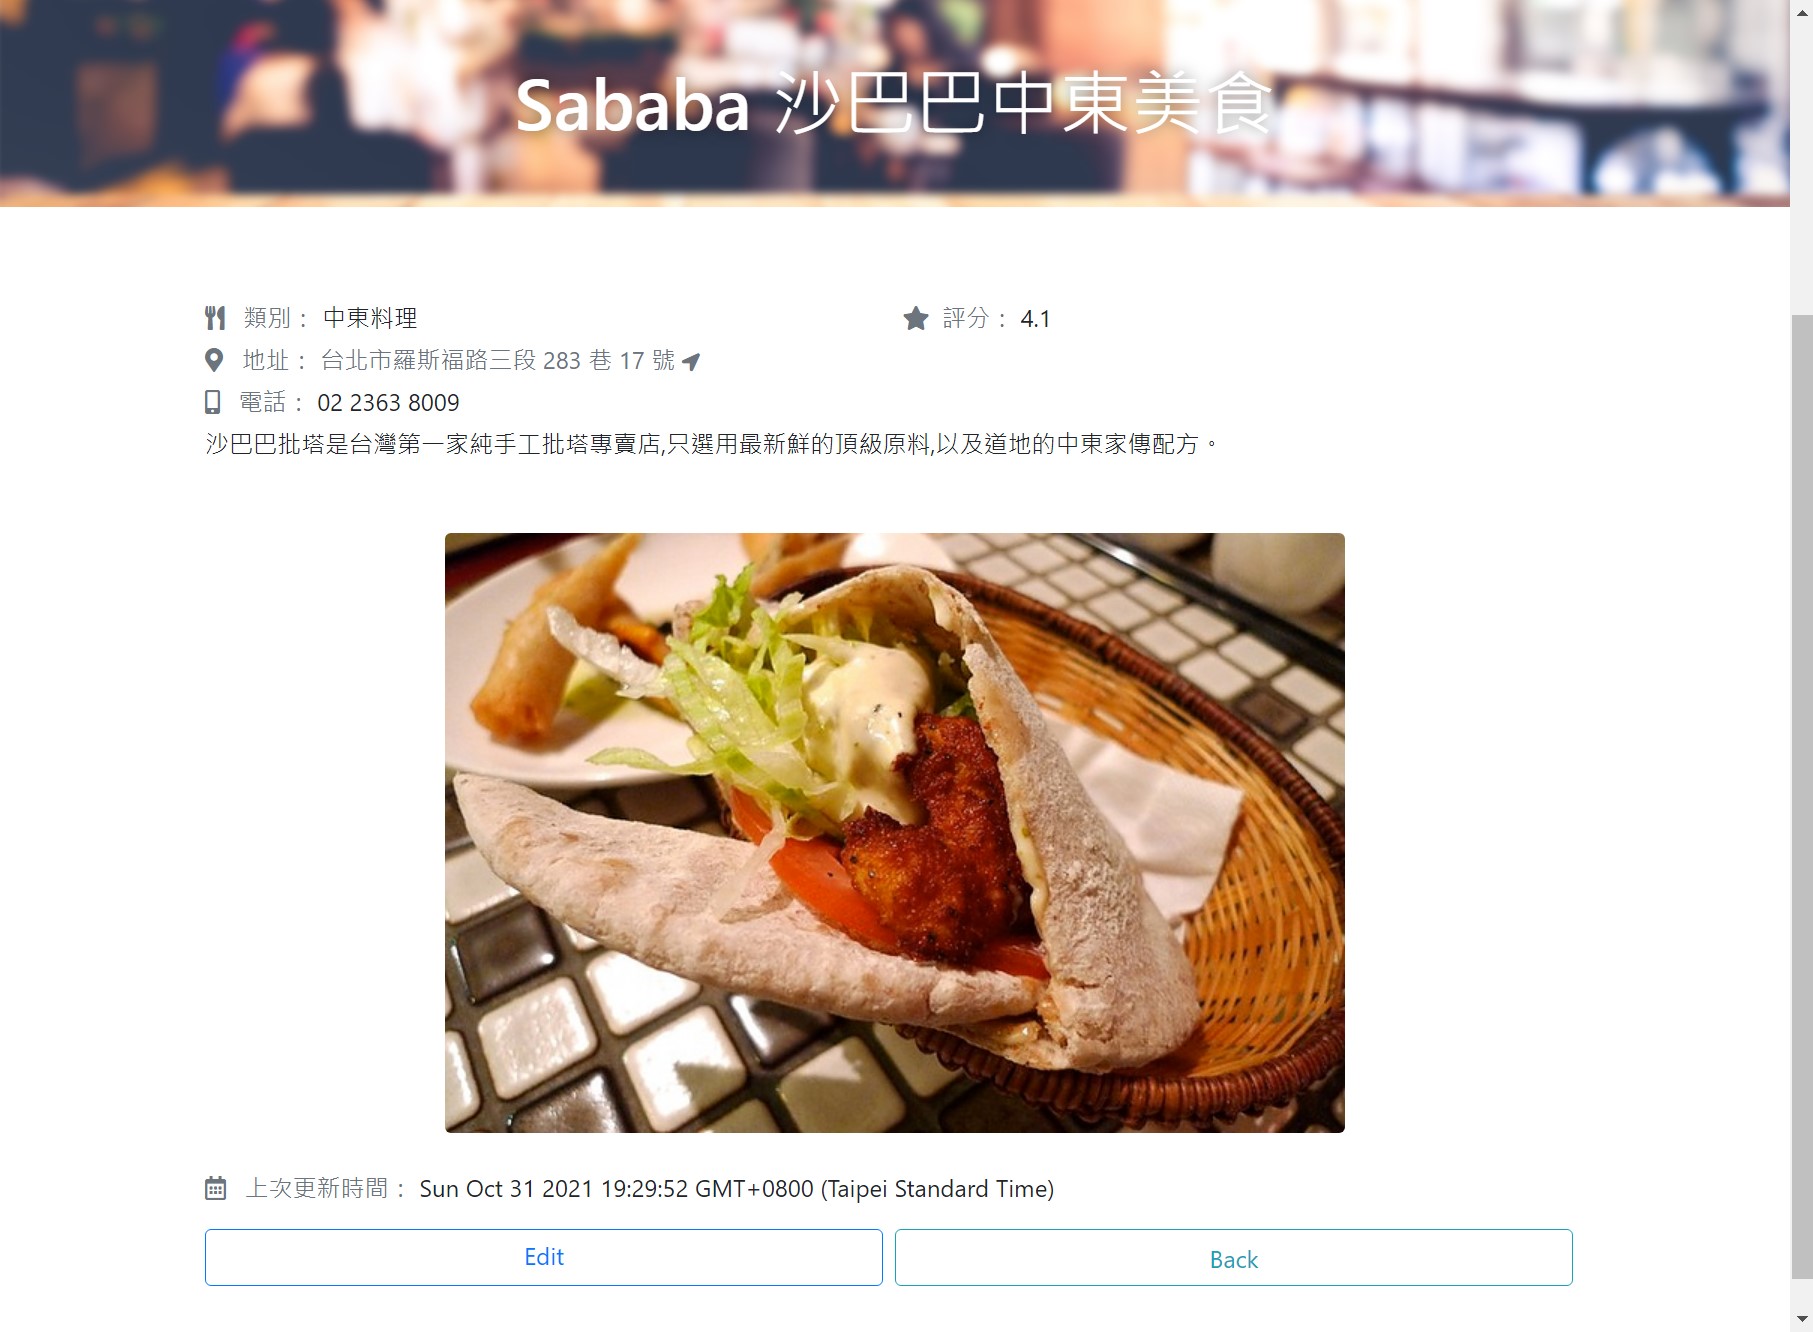 Sababa 沙巴巴中東美食
類別： 中東料理
評分： 4.1
地址： 台北市羅斯福路三段 283 巷 17 號
電話： 02 2363 8009
沙巴巴批塔是台灣第一家純手工批塔專賣店,只選用最新鮮的頂級原料,以及道地的中東家傳配方。
上次更新時間： Sun Oct 31 2021 19:29:52 GMT+0800 (Taipei Standard Time)
Edit
Back